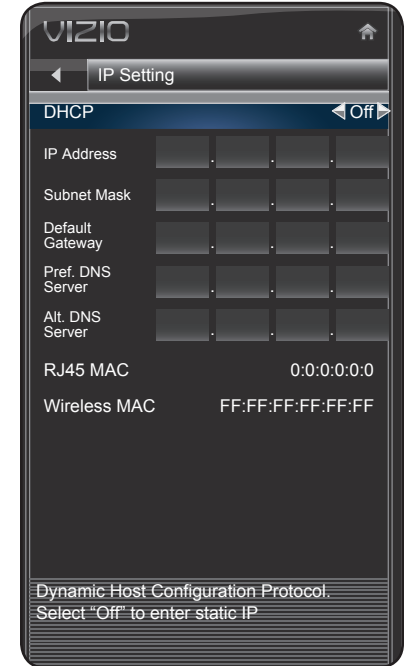 VIZIO
IP Setting
DHCP Off
IP Address . . .
Subnet Mask . . .
Default
Gateway . . .
Pref. DNS
Server . . .
Alt. DNS
Server . . .
RJ45 MAC 0:0:0:0:0:0
Wireless MAC FF:FF:FF:FF:FF:FF
Dynamic Host Configuration Protocol.
Select “Off” to enter static IP